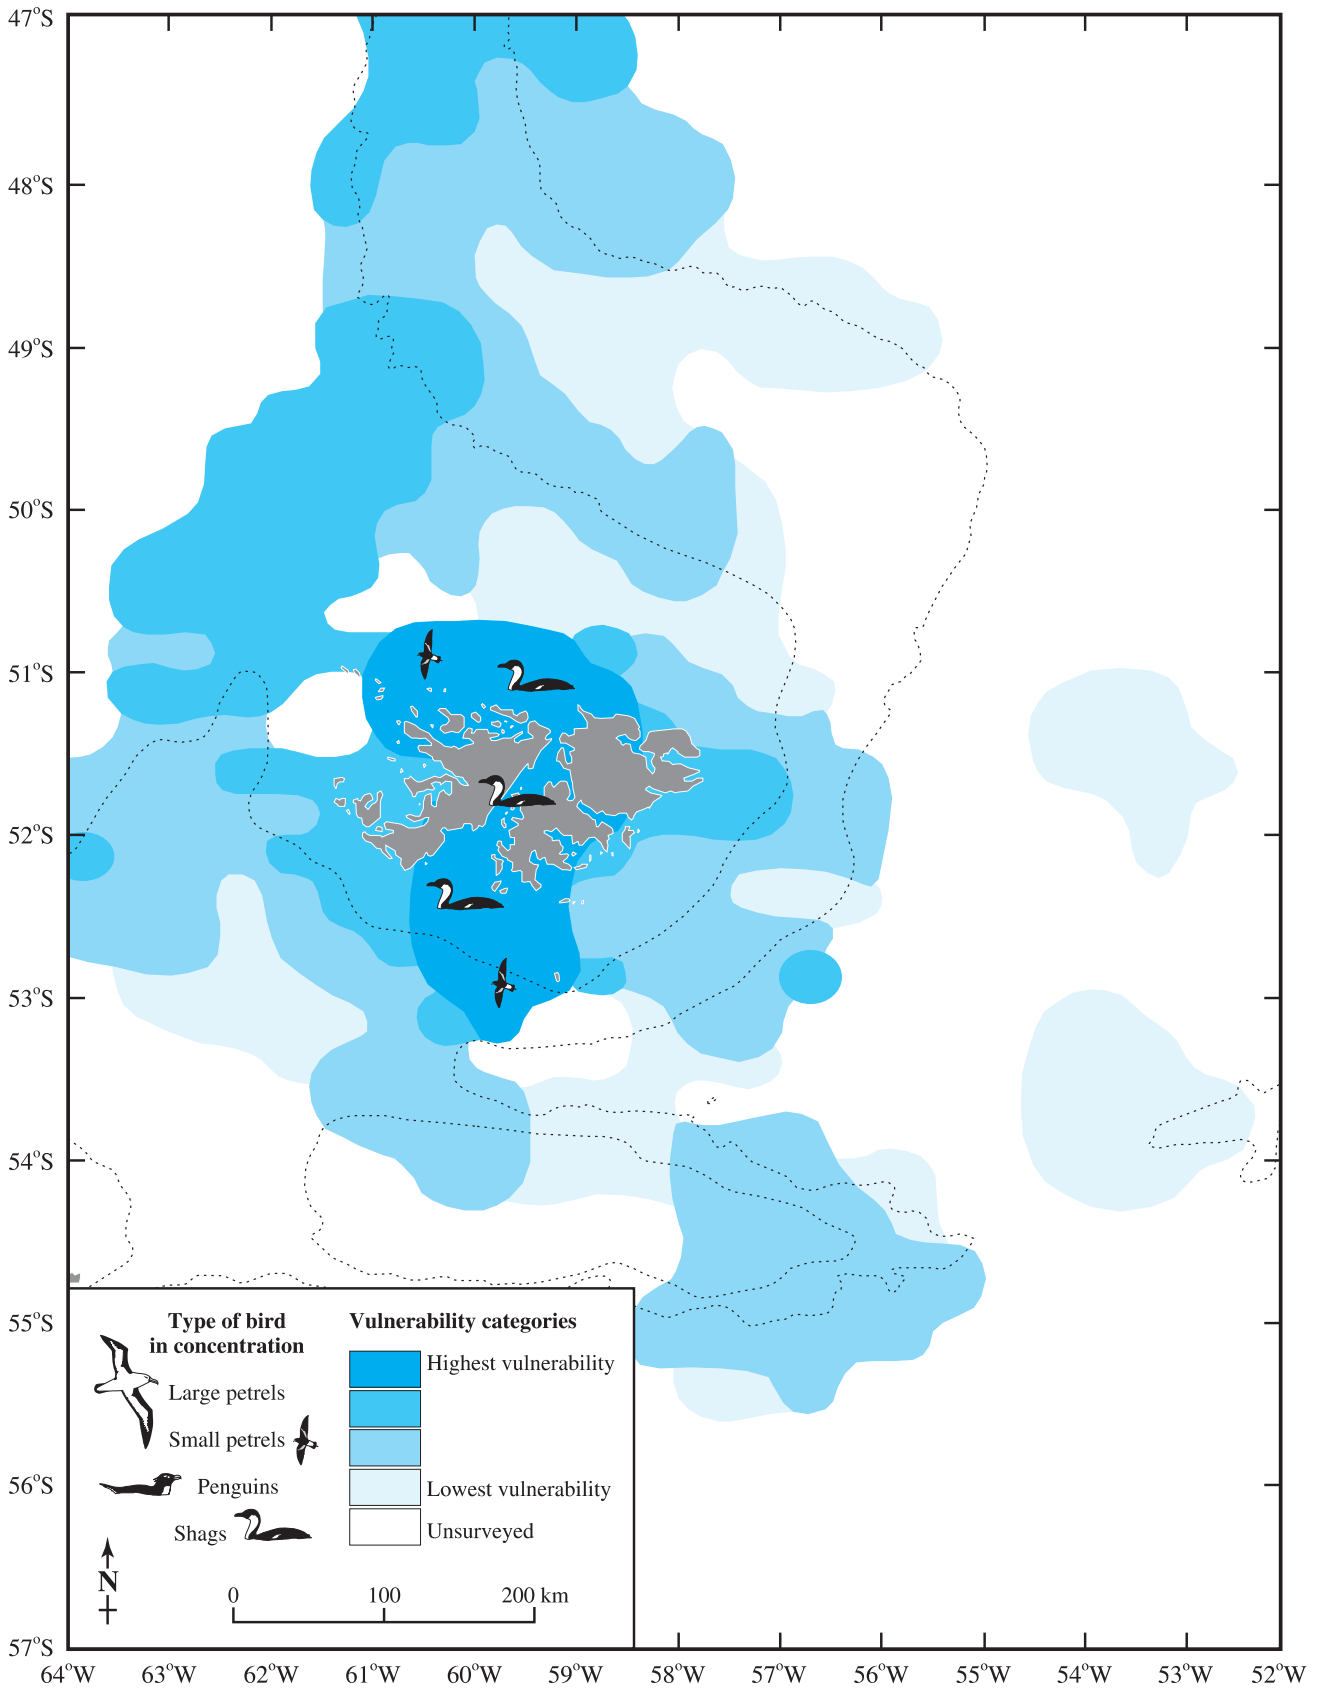 47°S
48°S
49°S
50°S
51°S
52°S
53°S
54°S
55°S
56°S
57°S
Type of bird
in concentration
Large petrels
Small petrels
Penguins
Shags
N
Vulnerability categories
Highest vulnerability
Lowest vulnerability
Unsurveyed
0 100 200 km
64°W 63°W 62°W 61°W 60°W 59°W 58°W 57°W 56°W 55°W 54°W 53°W 52°W